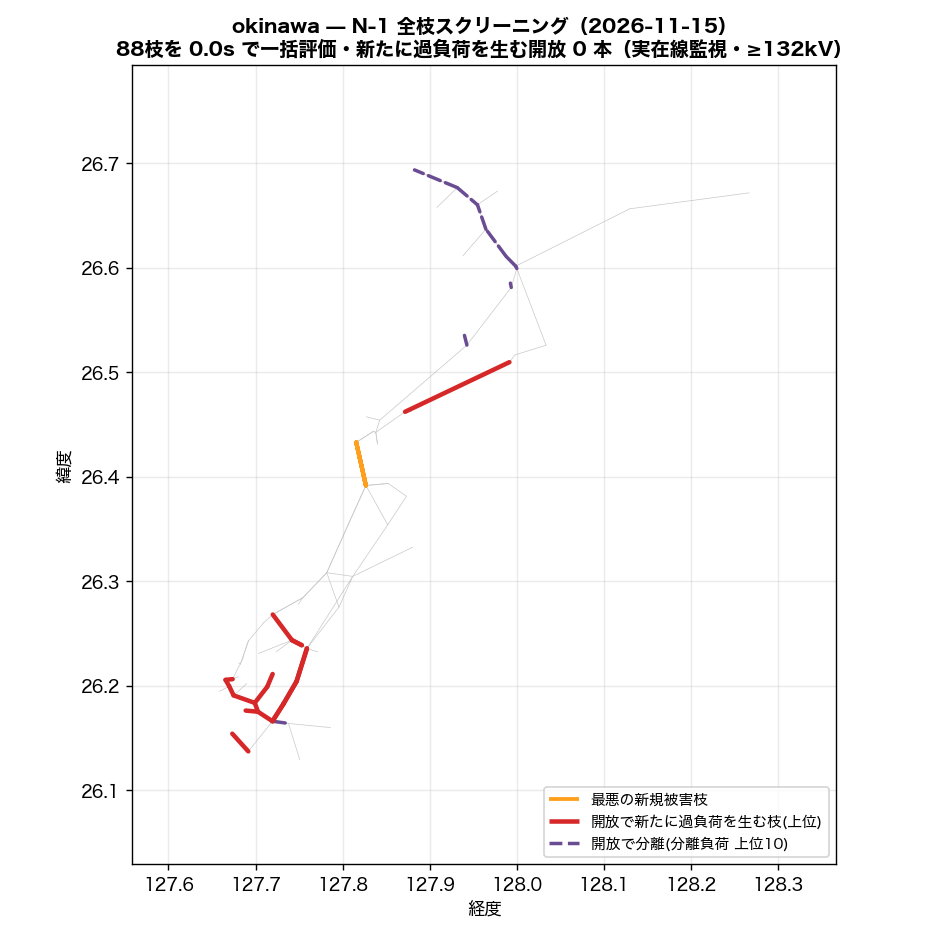 okinawa — N-1 全枝スクリーニング（2026-11-15）
88枝を 0.0s で一括評価・新たに過負荷を生む開放 0 本（実在線監視・≥132kV）
26.7
26.6
26.5
26.4
26.3
26.2
26.1
緯度
127.6 127.7 127.8 127.9 128.0 128.1 128.2 128.3
経度
最悪の新規被害枝
開放で新たに過負荷を生む枝(上位)
開放で分離(分離負荷 上位10)